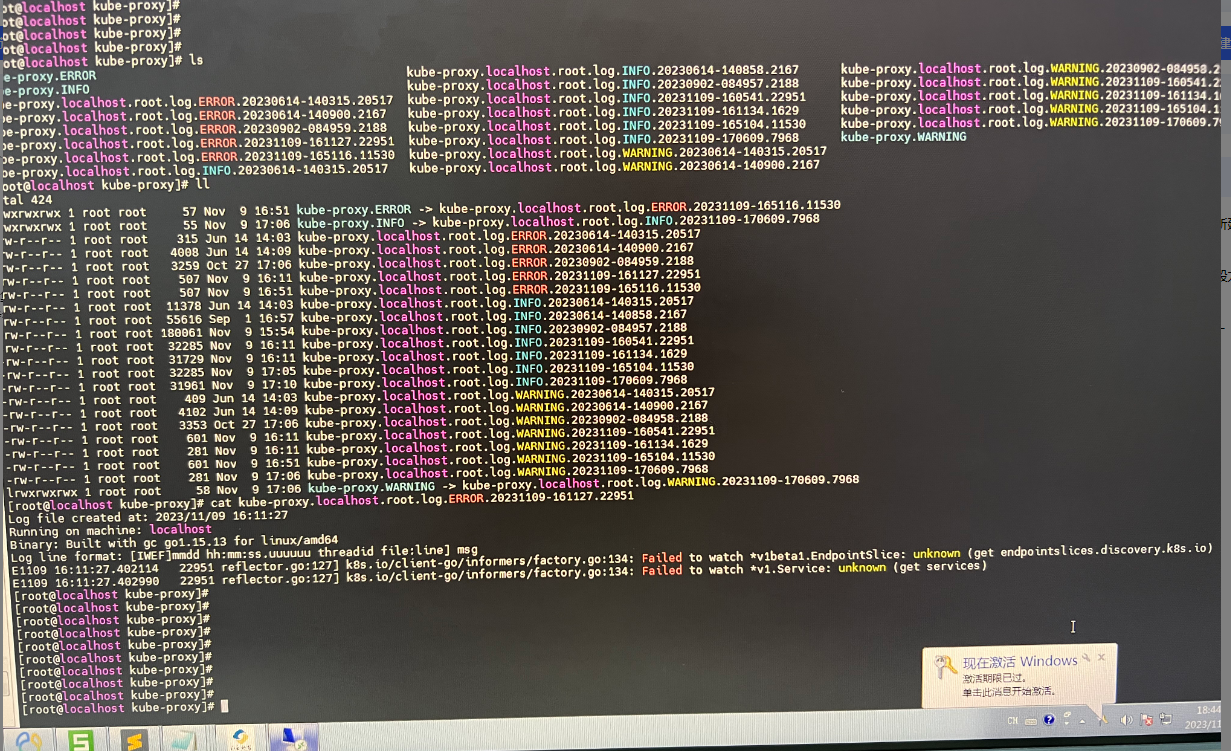 ot@localhost kube-proxy]#
ot@localhost kube-proxy]#
ot@localhost kube-proxy]#
ot@localhost kube-proxy]#
ot@localhost kube-proxy]# ls
e-proxy.ERROR kube-proxy.localhost.root.log.INFO.20230614-140858.2167 kube-proxy.localhost.root.log.WARNING.20230902-084958.2
e-proxy.INFO kube-proxy.localhost.root.log.INFO.20230902-084957.2188 kube-proxy.localhost.root.log.WARNING.20231109-160541.2
be-proxy.localhost.root.log.ERROR.20230614-140315.20517 kube-proxy.localhost.root.log.INFO.20231109-160541.22951 kube-proxy.localhost.root.log.WARNING.20231109-161134.1
be-proxy.localhost.root.log.ERROR.20230614-140900.2167 kube-proxy.localhost.root.log.INFO.20231109-161134.1629 kube-proxy.localhost.root.log.WARNING.20231109-165104.1
be-proxy.localhost.root.log.ERROR.20230902-084959.2188 kube-proxy.localhost.root.log.INFO.20231109-165104.11530 kube-proxy.localhost.root.log.WARNING.20231109-170609.7
be-proxy.localhost.root.log.ERROR.20231109-161127.22951 kube-proxy.localhost.root.log.INFO.20231109-170609.7968 kube-proxy.WARNING
be-proxy.localhost.root.log.ERROR.20231109-165116.11530 kube-proxy.localhost.root.log.WARNING.20230614-140315.20517
be-proxy.localhost.root.log.INFO.20230614-140315.20517 kube-proxy.localhost.root.log.WARNING.20230614-140900.2167
oot@localhost kube-proxy]# ll
tal 424
wxrwxrwx 1 root root 57 Nov 9 16:51 kube-proxy.ERROR -> kube-proxy.localhost.root.log.ERROR.20231109-165116.11530
wxrwxrwx 1 root root 55 Nov 9 17:06 kube-proxy.INFO -> kube-proxy.localhost.root.log.INFO.20231109-170609.7968
rw-r--r-- 1 root root 315 Jun 14 14:03 kube-proxy.localhost.root.log.ERROR.20230614-140315.20517
rw-r--r-- 1 root root 4008 Jun 14 14:09 kube-proxy.localhost.root.log.ERROR.20230614-140900.2167
rw-r--r-- 1 root root 3259 Oct 27 17:06 kube-proxy.localhost.root.log.ERROR.20230902-084959.2188
rw-r--r-- 1 root root 507 Nov 9 16:11 kube-proxy.localhost.root.log.ERROR.20231109-161127.22951
rw-r--r-- 1 root root 507 Nov 9 16:51 kube-proxy.localhost.root.log.ERROR.20231109-165116.11530
rw-r--r-- 1 root root 11378 Jun 14 14:03 kube-proxy.localhost.root.log.INFO.20230614-140315.20517
rw-r--r-- 1 root root 55616 Sep 1 16:57 kube-proxy.localhost.root.log.INFO.20230614-140858.2167
rw-r--r-- 1 root root 180061 Nov 9 15:54 kube-proxy.localhost.root.log.INFO.20230902-084957.2188
-rw-r--r-- 1 root root 32285 Nov 9 16:11 kube-proxy.localhost.root.log.INFO.20231109-160541.22951
-rw-r--r-- 1 root root 31729 Nov 9 16:11 kube-proxy.localhost.root.log.INFO.20231109-161134.1629
-rw-r--r-- 1 root root 32285 Nov 9 17:05 kube-proxy.localhost.root.log.INFO.20231109-165104.11530
-rw-r--r-- 1 root root 31961 Nov 9 17:10 kube-proxy.localhost.root.log.INFO.20231109-170609.7968
-rw-r--r-- 1 root root 409 Jun 14 14:03 kube-proxy.localhost.root.log.WARNING.20230614-140315.20517
-rw-r--r-- 1 root root 4102 Jun 14 14:09 kube-proxy.localhost.root.log.WARNING.20230614-140900.2167
-rw-r--r-- 1 root root 3353 Oct 27 17:06 kube-proxy.localhost.root.log.WARNING.20230902-084958.2188
-rw-r--r-- 1 root root 601 Nov 9 16:11 kube-proxy.localhost.root.log.WARNING.20231109-160541.22951
-rw-r--r-- 1 root root 281 Nov 9 16:11 kube-proxy.localhost.root.log.WARNING.20231109-161134.1629
-rw-r--r-- 1 root root 601 Nov 9 16:51 kube-proxy.localhost.root.log.WARNING.20231109-165104.11530
-rw-r--r-- 1 root root 281 Nov 9 17:06 kube-proxy.localhost.root.log.WARNING.20231109-170609.7968
lrwxrwxrwx 1 root root 58 Nov 9 17:06 kube-proxy.WARNING -> kube-proxy.localhost.root.log.WARNING.20231109-170609.7968
[root@localhost kube-proxy]# cat kube-proxy.localhost.root.log.ERROR.20231109-161127.22951
Log file created at: 2023/11/09 16:11:27
Running on machine: localhost
Binary: Built with gc go1.15.13 for linux/amd64
Log line format: [IWEF]mmdd hh:mm:ss.uuuuuu threadid file:line] msg
E1109 16:11:27.402114 22951 reflector.go:127] k8s.io/client-go/informers/factory.go:134: Failed to watch *v1beta1.EndpointSlice: unknown (get endpointslices.discovery.k8s.io)
E1109 16:11:27.402990 22951 reflector.go:127] k8s.io/client-go/informers/factory.go:134: Failed to watch *v1.Service: unknown (get services)
[root@localhost kube-proxy]#
[root@localhost kube-proxy]#
[root@localhost kube-proxy]#
[root@localhost kube-proxy]#
[root@localhost kube-proxy]#
[root@localhost kube-proxy]#
[root@localhost kube-proxy]#
[root@localhost kube-proxy]#
[root@localhost kube-proxy]#
[root@localhost kube-proxy]#
现在激活 Windows
激活期限已过。
单击此消息开始激活。
CH
18:44
2023/11